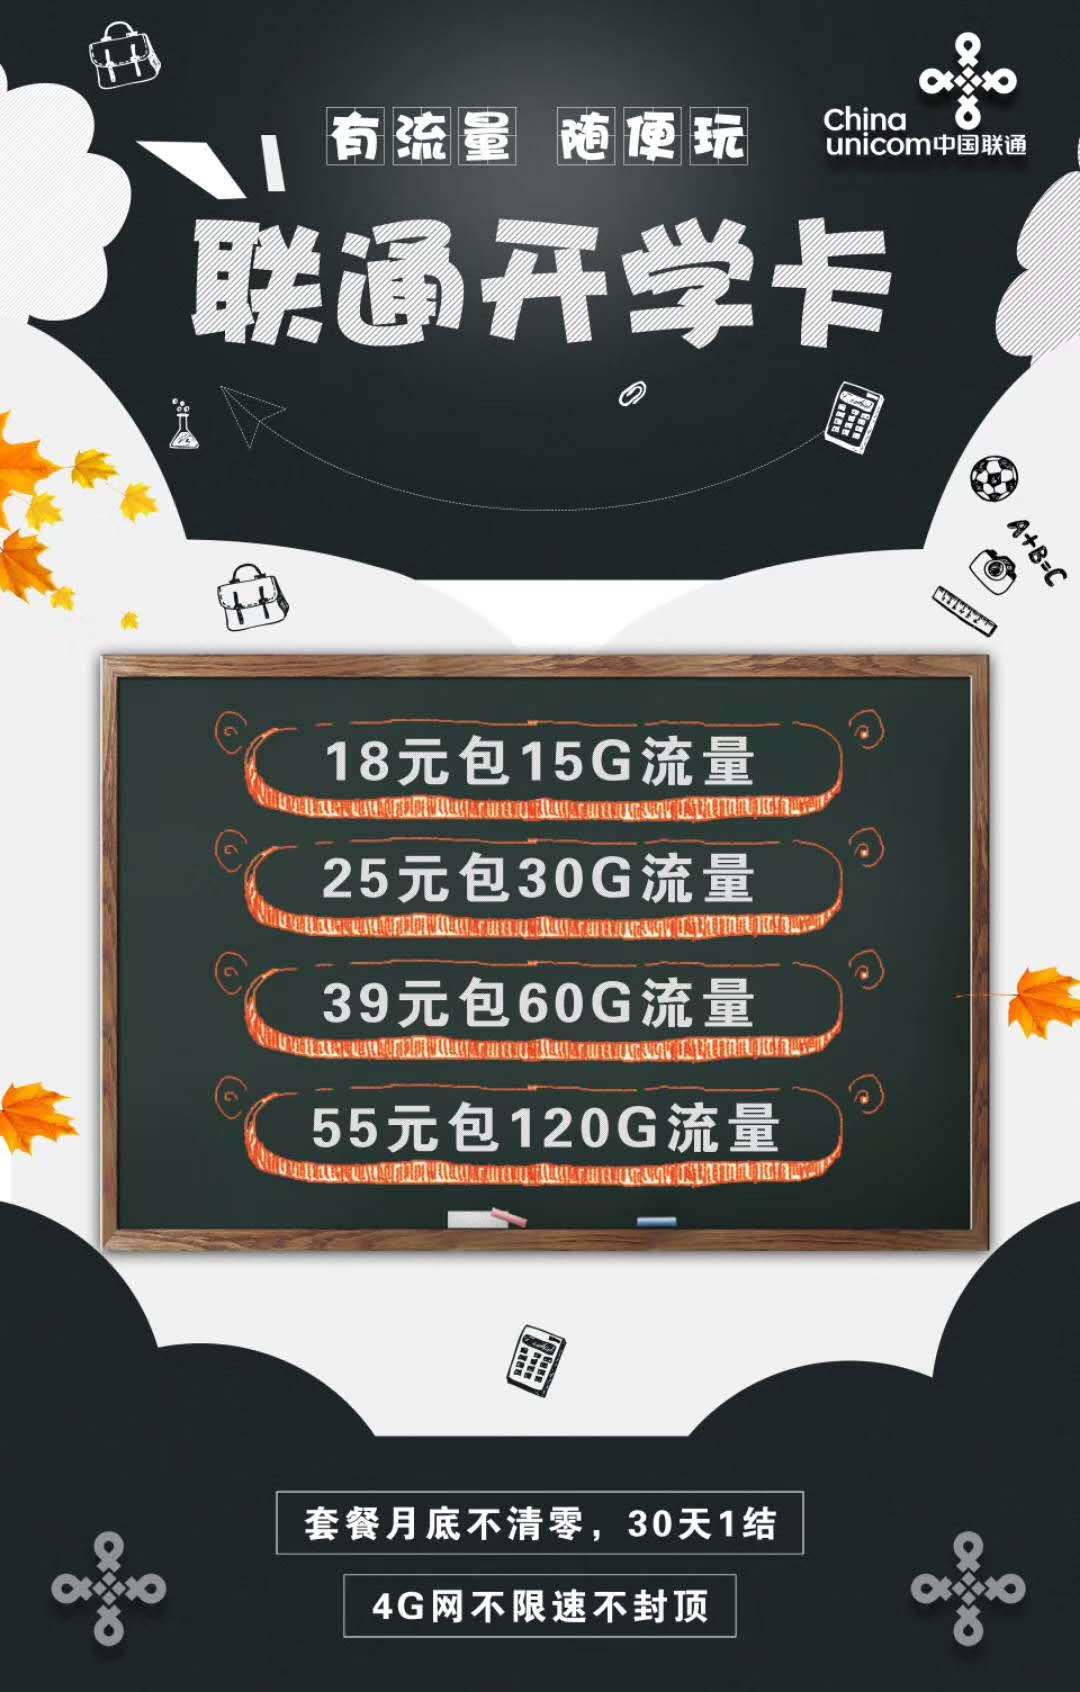 有流量 随便玩
China
unicom中国联通
联通开学卡
A+B=C
18元包15G流量
25元包30G流量
39元包60G流量
55元包120G流量
套餐月底不清零，30天1结
4G网不限速不封顶